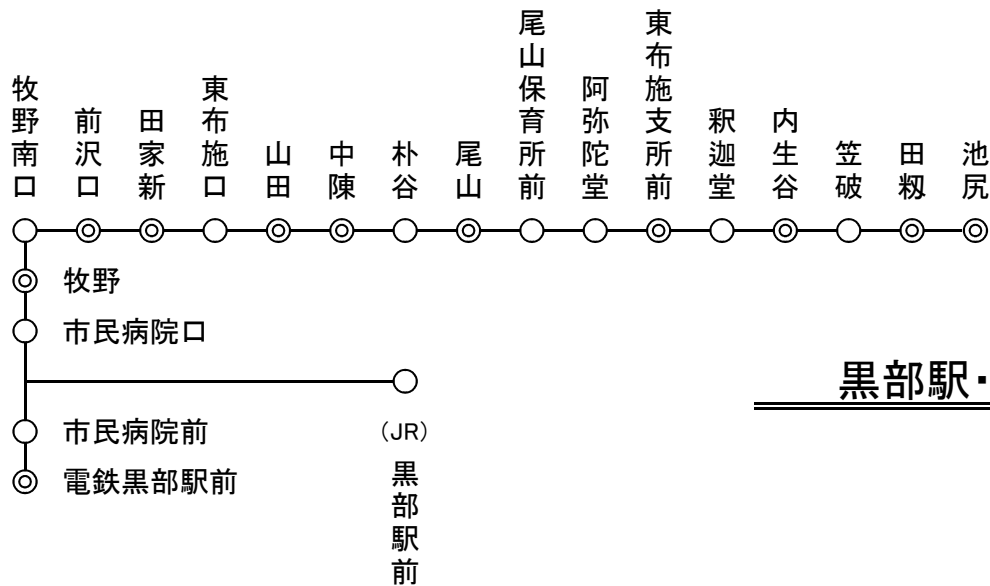 牧野南口
前沢口
田家新
東布施口
山田
中陳
朴谷
尾山
尾山保育所前
阿弥陀堂
東布施支所前
釈迦堂
内生谷
笠破
田籾
池尻
牧野
市民病院口
市民病院前
電鉄黒部駅前
(JR)
黒部駅前
黒部駅・